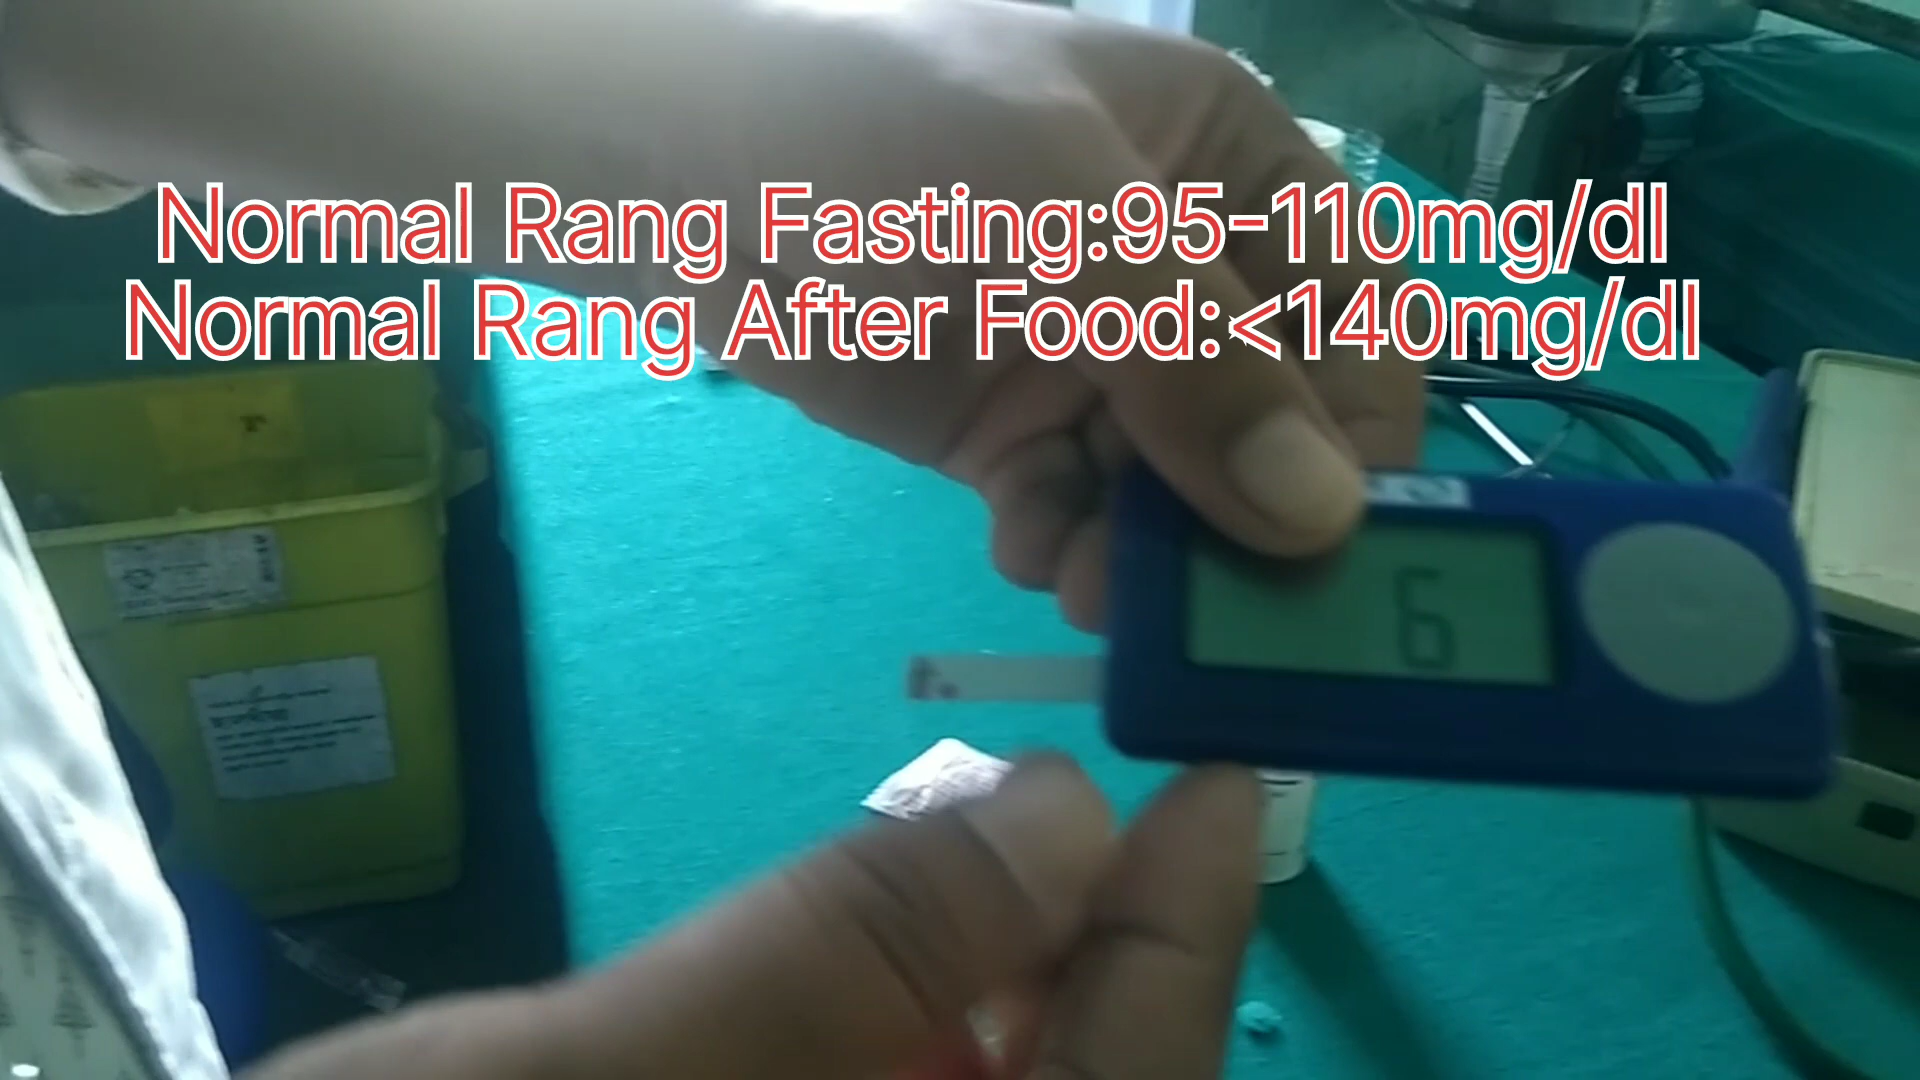 Normal Rang Fasting:95-110mg/dl
Normal Rang After Food:<140mg/dl
6